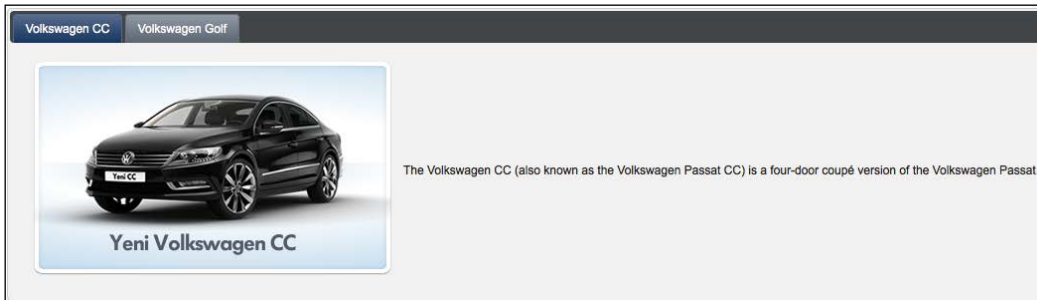 Volkswagen CC
Volkswagen Golf
Yeni CC
Yeni Volkswagen CC
The Volkswagen CC (also known as the Volkswagen Passat CC) is a four-door coupé version of the Volkswagen Passat